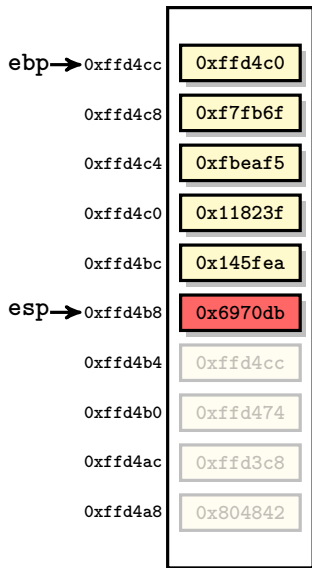 ebp 0xffd4cc 0xffd4c0
0xffd4c8 0xf7fb6f
0xffd4c4 0xfbeaf5
0xffd4c0 0x11823f
0xffd4bc 0x145fea
esp 0xffd4b8 0x6970db
0xffd4b4 0xffd4cc
0xffd4b0 0xffd474
0xffd4ac 0xffd3c8
0xffd4a8 0x804842